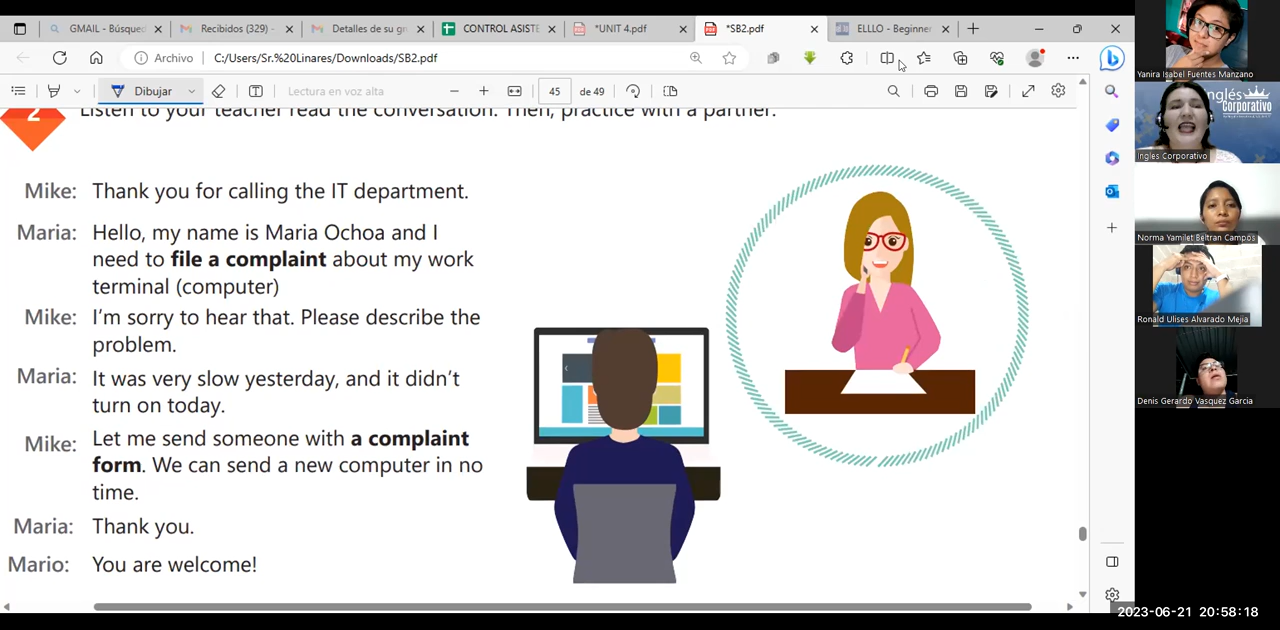 GMAIL - Búsqued
Recibidos (329) -
Detalles de su gr
CONTROL ASISTE
*UNIT 4.pdf
*SB2.pdf
ELLLO - Beginner
Archivo
C:/Users/Sr.%20Linares/Downloads/SB2.pdf
Dibujar
Lectura en voz alta
45
de 49
2
Listen to your teacher read the conversation. Then, practice with a partner.
Mike: Thank you for calling the IT department.
Maria: Hello, my name is Maria Ochoa and I
need to file a complaint about my work
terminal (computer)
Mike: I'm sorry to hear that. Please describe the
problem.
Maria: It was very slow yesterday, and it didn't
turn on today.
Mike: Let me send someone with a complaint
form. We can send a new computer in no
time.
Maria: Thank you.
Mario: You are welcome!
Yanira Isabel Fuentes Manzano
Inglés
Corporativo
Ingles Corporativo
Norma Yamilet Beltran Campos
Ronald Ulises Alvarado Mejia
Denis Gerardo Vasquez Garcia
2023-06-21 20:58:18